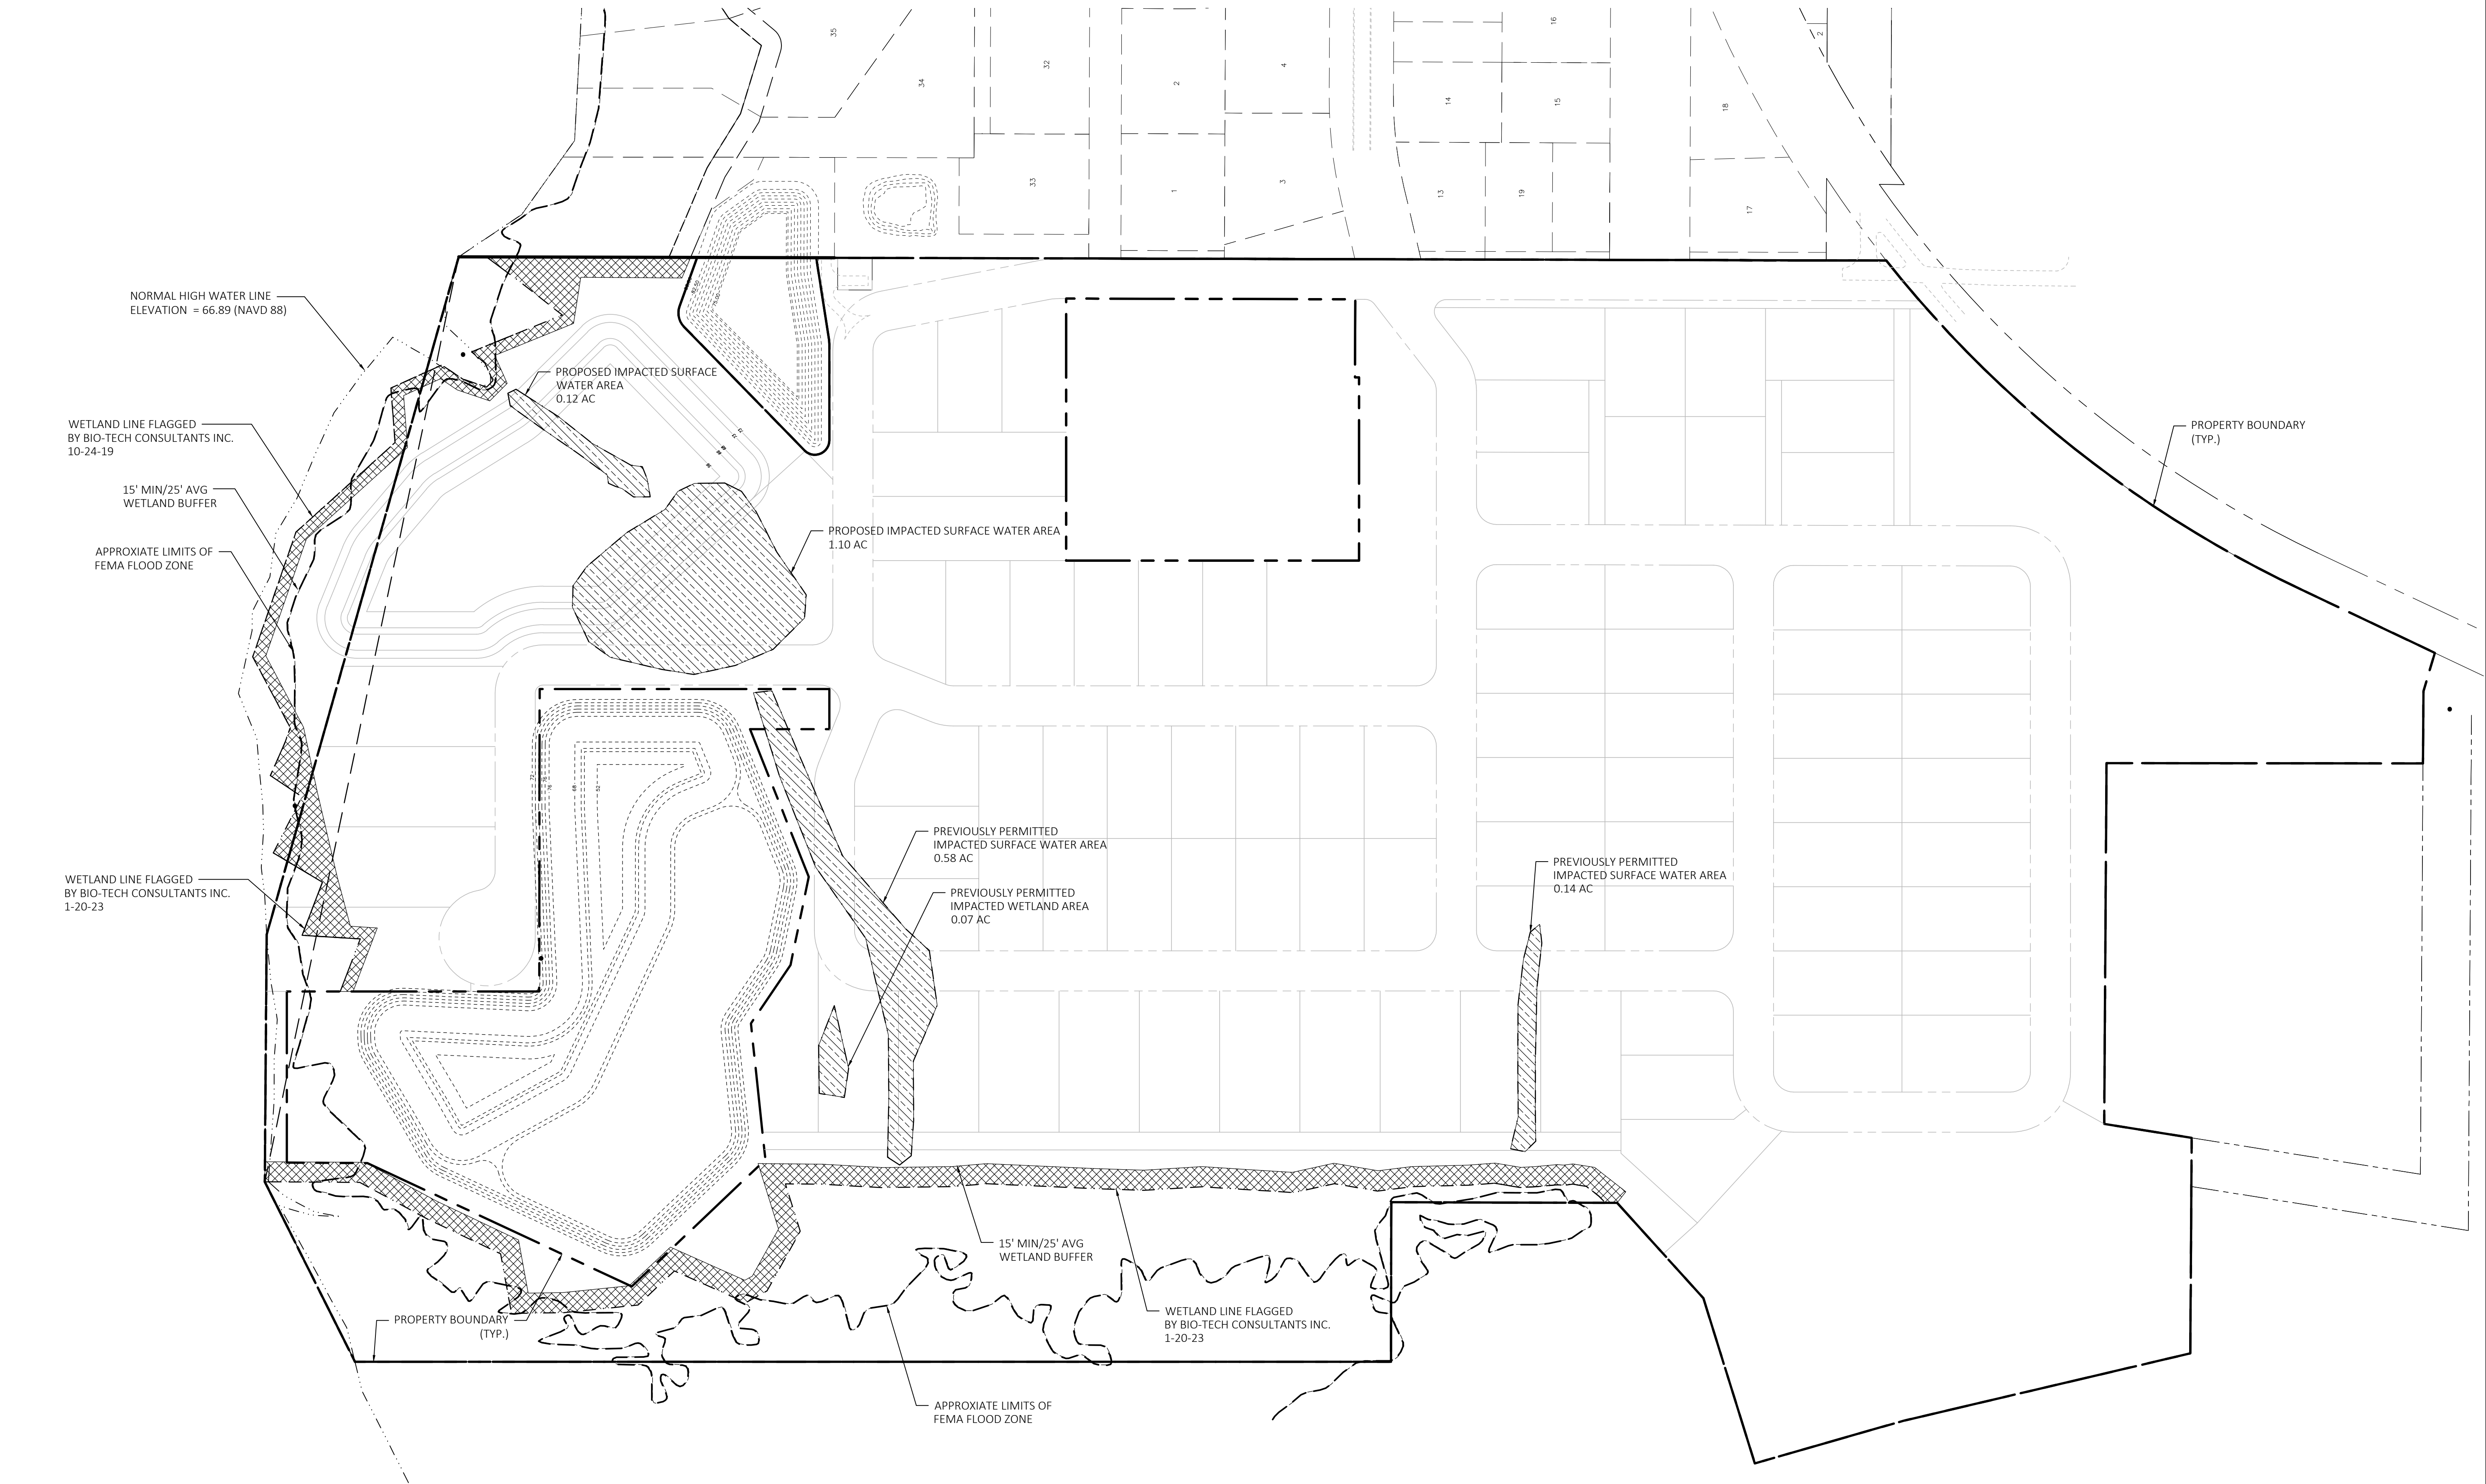 35
34
32
33
2
1
4
3
16
14
15
13
19
18
17
2
NORMAL HIGH WATER LINE
ELEVATION = 66.89 (NAVD 88)
WETLAND LINE FLAGGED
BY BIO-TECH CONSULTANTS INC.
10-24-19
15' MIN/25' AVG
WETLAND BUFFER
APPROXIATE LIMITS OF
FEMA FLOOD ZONE
PROPOSED IMPACTED SURFACE
WATER AREA
0.12 AC
PROPOSED IMPACTED SURFACE WATER AREA
1.10 AC
PROPERTY BOUNDARY
(TYP.)
PREVIOUSLY PERMITTED
IMPACTED SURFACE WATER AREA
0.58 AC
PREVIOUSLY PERMITTED
IMPACTED WETLAND AREA
0.07 AC
PREVIOUSLY PERMITTED
IMPACTED SURFACE WATER AREA
0.14 AC
WETLAND LINE FLAGGED
BY BIO-TECH CONSULTANTS INC.
1-20-23
15' MIN/25' AVG
WETLAND BUFFER
WETLAND LINE FLAGGED
BY BIO-TECH CONSULTANTS INC.
1-20-23
PROPERTY BOUNDARY
(TYP.)
APPROXIATE LIMITS OF
FEMA FLOOD ZONE